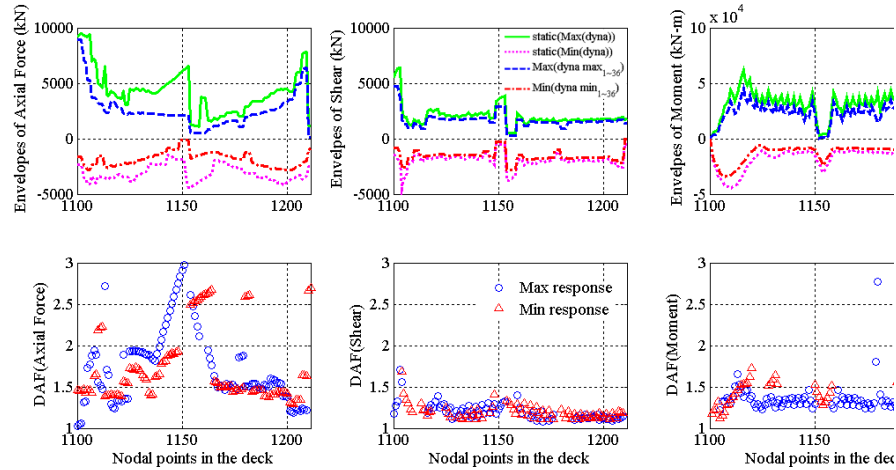 Envelopes of Axial Force (kN)
10000
5000
0
-5000
1100
1150
1200
Envelpes of Shear (kN)
10000
5000
0
-5000
1100
1150
1200
static(Max(dyna))
static(Min(dyna))
Max(dyna max1~36)
Min(dyna min1~36)
Envelpes of Moment (kN-m)
x 10^4
10
5
0
-5
1100
1150
DAF(Axial Force)
3
2.5
2
1.5
1
1100
1150
1200
Nodal points in the deck
DAF(Shear)
3
2.5
2
1.5
1
1100
1150
1200
Nodal points in the deck
Max response
Min response
DAF(Moment)
3
2.5
2
1.5
1
1100
1150
Nodal points in the deck